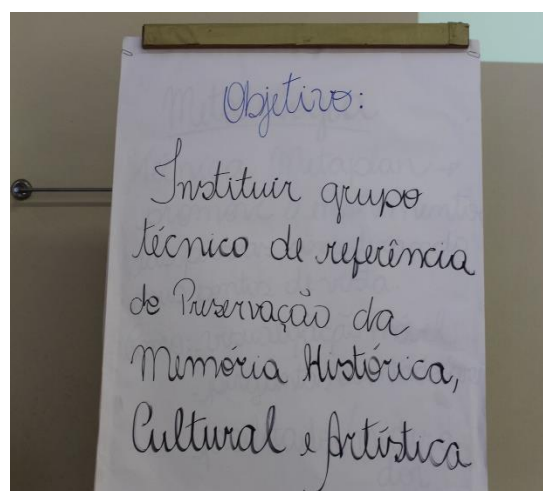 Objetivo:
Instituir grupo
técnico de referência
de Preservação da
Memória Histórica,
Cultural e Artística